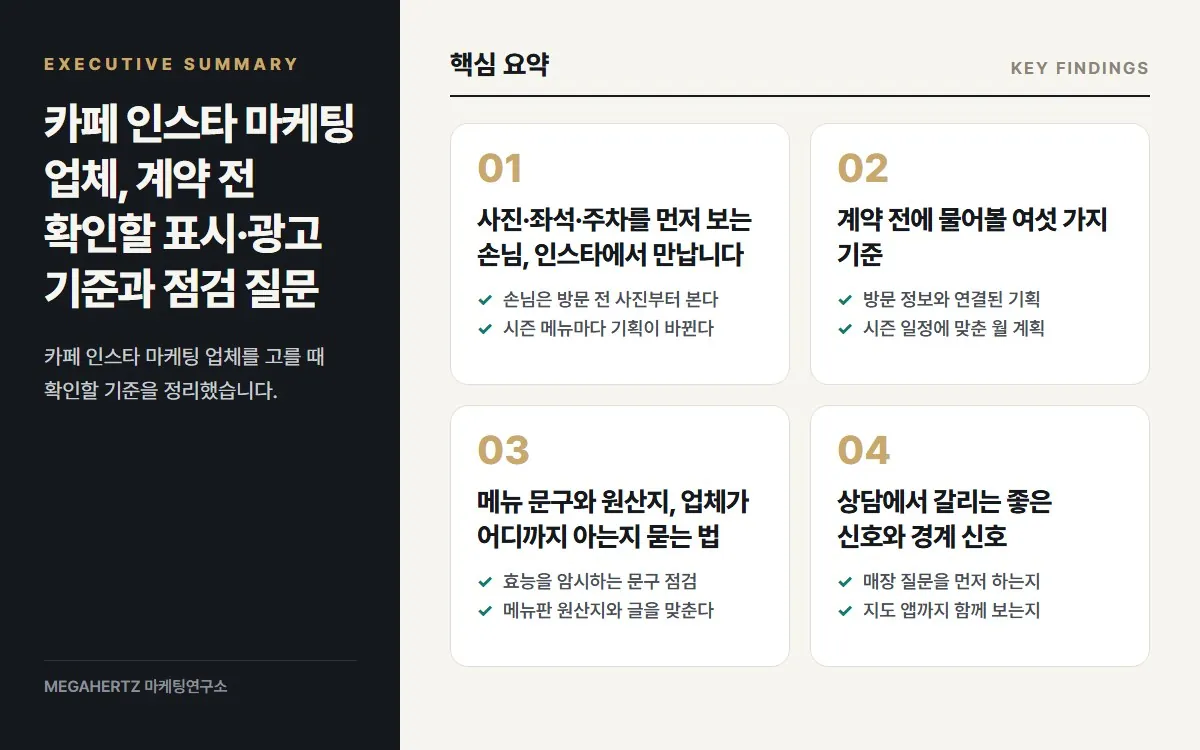 EXECUTIVE SUMMARY
카페 인스타 마케팅
업체, 계약 전
확인할 표시·광고
기준과 점검 질문
카페 인스타 마케팅 업체를 고를 때
확인할 기준을 정리했습니다.
MEGAHERTZ 마케팅연구소
핵심 요약
KEY FINDINGS
01
사진·좌석·주차를 먼저 보는
손님, 인스타에서 만납니다
손님은 방문 전 사진부터 본다
시즌 메뉴마다 기획이 바뀐다
02
계약 전에 물어볼 여섯 가지
기준
방문 정보와 연결된 기획
시즌 일정에 맞춘 월 계획
03
메뉴 문구와 원산지, 업체가
어디까지 아는지 묻는 법
효능을 암시하는 문구 점검
메뉴판 원산지와 글을 맞춘다
04
상담에서 갈리는 좋은
신호와 경계 신호
매장 질문을 먼저 하는지
지도 앱까지 함께 보는지